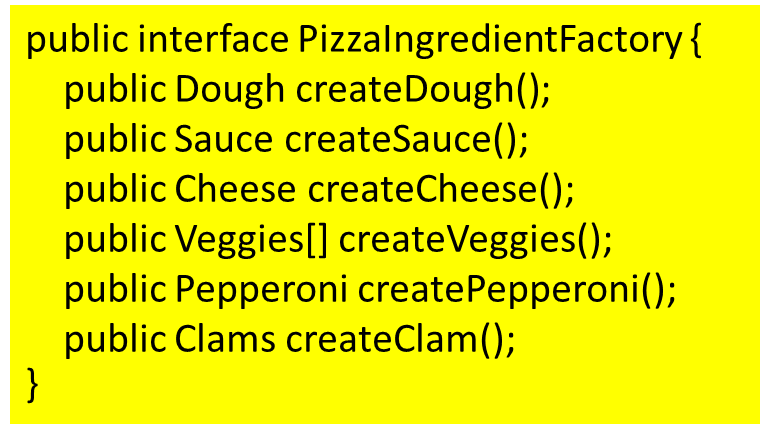 public interface PizzaIngredientFactory {
public Dough createDough();
public Sauce createSauce();
public Cheese createCheese();
public Veggies[] createVeggies();
public Pepperoni createPepperoni();
public Clams createClam();
}